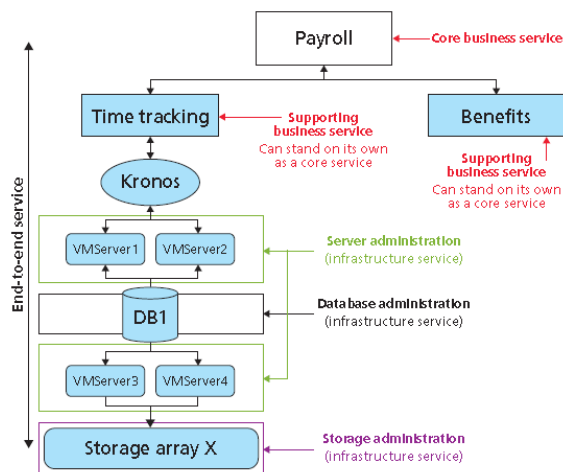 Payroll
Core business service
Time tracking
Benefits
Supporting
business service
Can stand on its own
as a core service
Supporting
business service
Can stand on its own
as a core service
Kronos
End-to-end service
VMServer1
VMServer2
Server administration
(infrastructure service)
DB1
Database administration
(infrastructure service)
VMServer3
VMServer4
Storage array X
Storage administration
(infrastructure service)